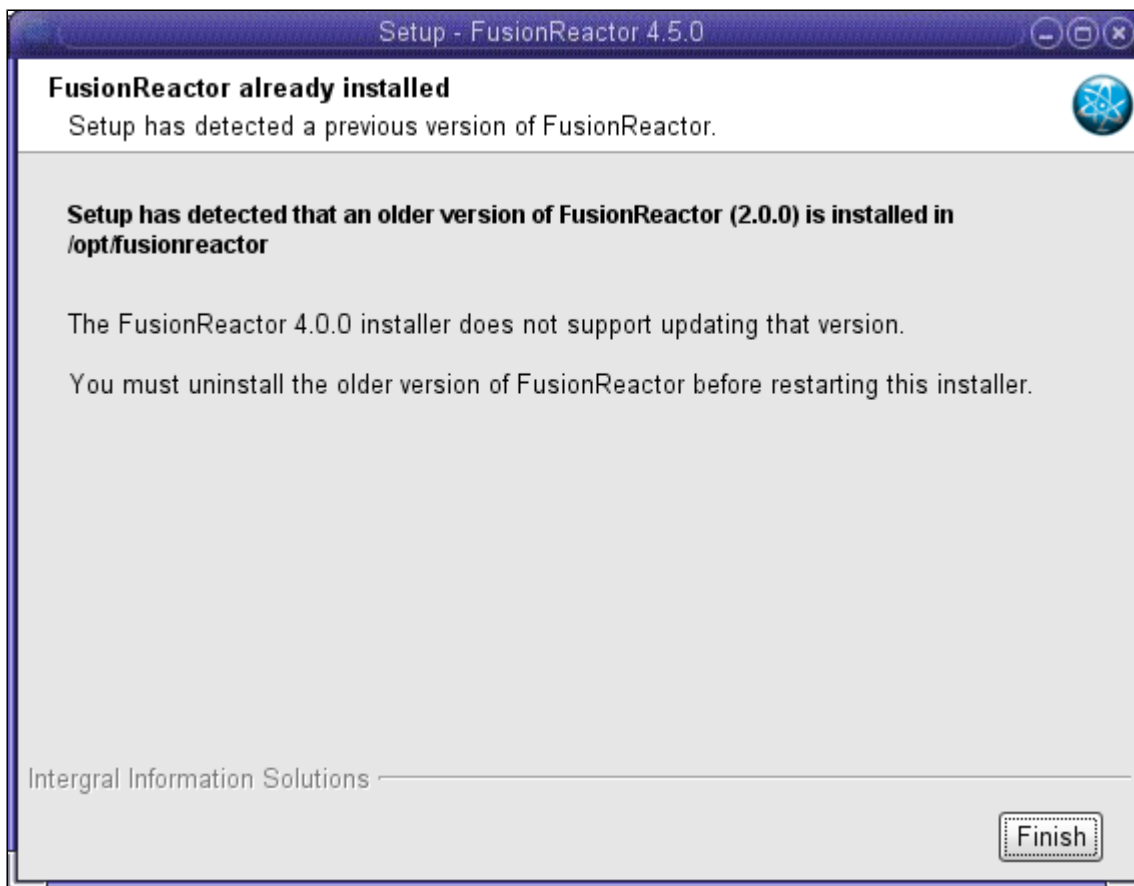 Setup - FusionReactor 4.5.0
FusionReactor already installed
Setup has detected a previous version of FusionReactor.
Setup has detected that an older version of FusionReactor (2.0.0) is installed in
/opt/fusionreactor
The FusionReactor 4.0.0 installer does not support updating that version.
You must uninstall the older version of FusionReactor before restarting this installer.
Intergral Information Solutions
Finish